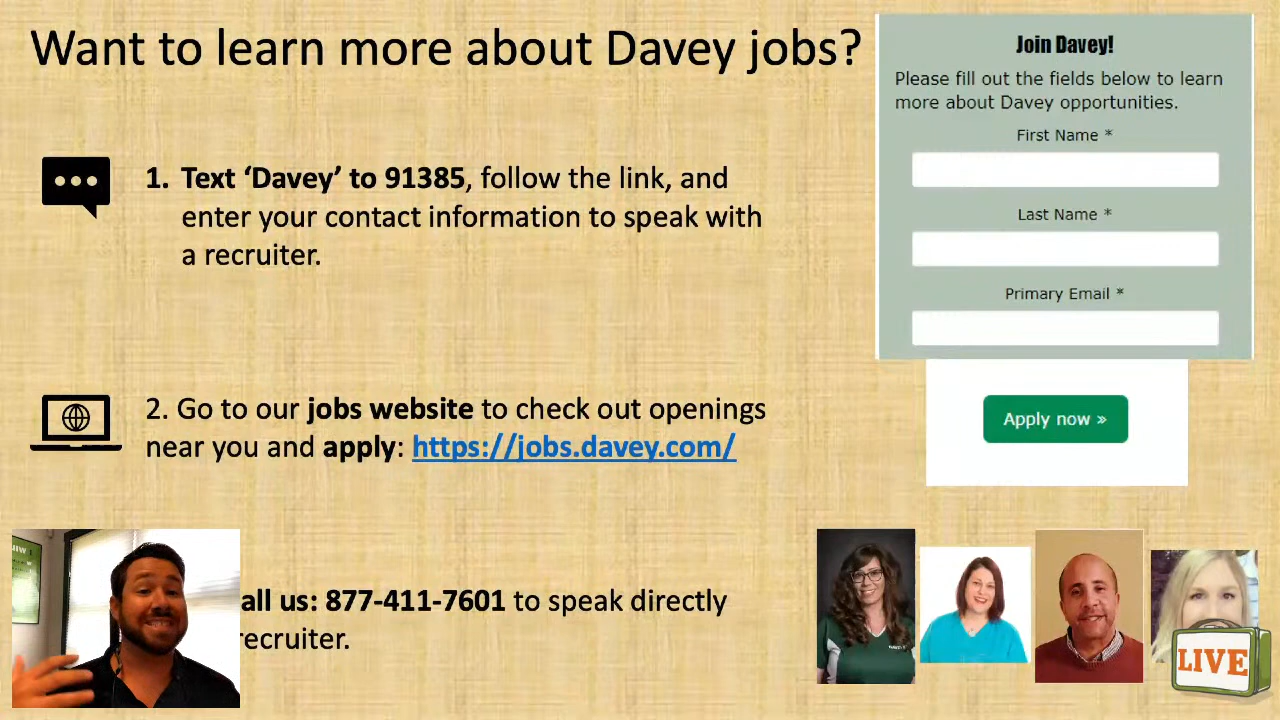 Want to learn more about Davey jobs?
1. Text ‘Davey’ to 91385, follow the link, and
enter your contact information to speak with
a recruiter.
2. Go to our jobs website to check out openings
near you and apply: https://jobs.davey.com/
all us: 877-411-7601 to speak directly
recruiter.
Join Davey!
Please fill out the fields below to learn
more about Davey opportunities.
First Name *
Last Name *
Primary Email *
Apply now »
LIVE